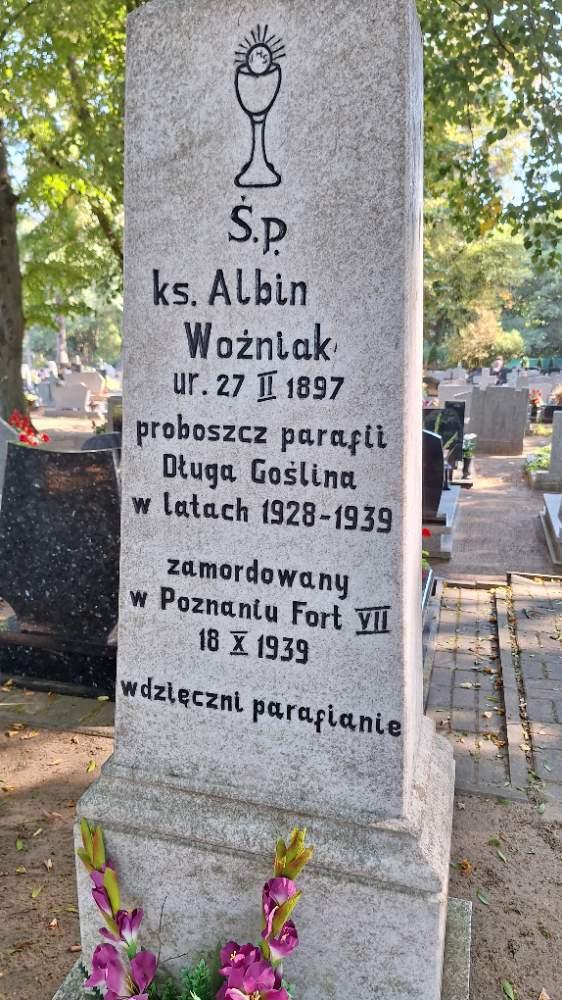 Ś.P.
ks. Albin
Woźniak
ur. 27 II 1897
proboszcz parafii
Długa Goślina
w latach 1928-1939
zamordowany
w Poznaniu Fort VII
18 X 1939
wdzięczni parafianie